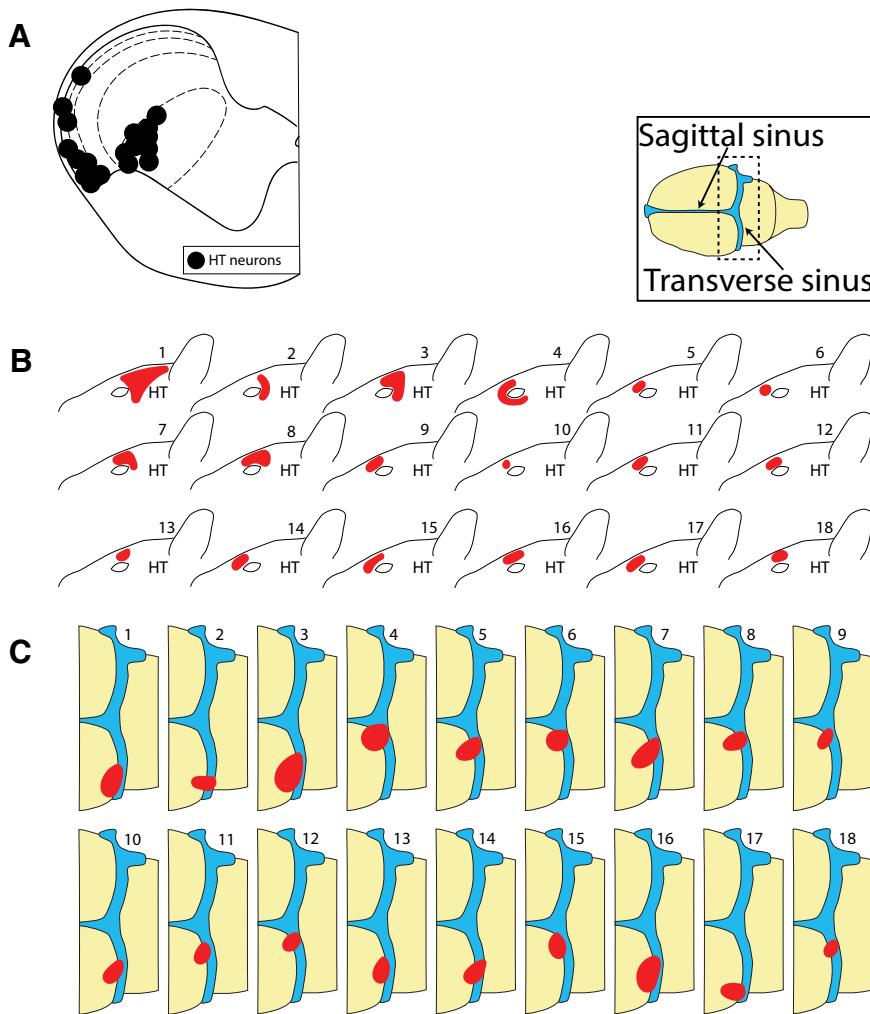 A
Sagittal sinus
Transverse sinus
HT neurons
B
1 2 3 4 5 6
HT HT HT HT HT HT
7 8 9 10 11 12
HT HT HT HT HT HT
13 14 15 16 17 18
HT HT HT HT HT HT
C
1 2 3 4 5 6 7 8 9
10 11 12 13 14 15 16 17 18